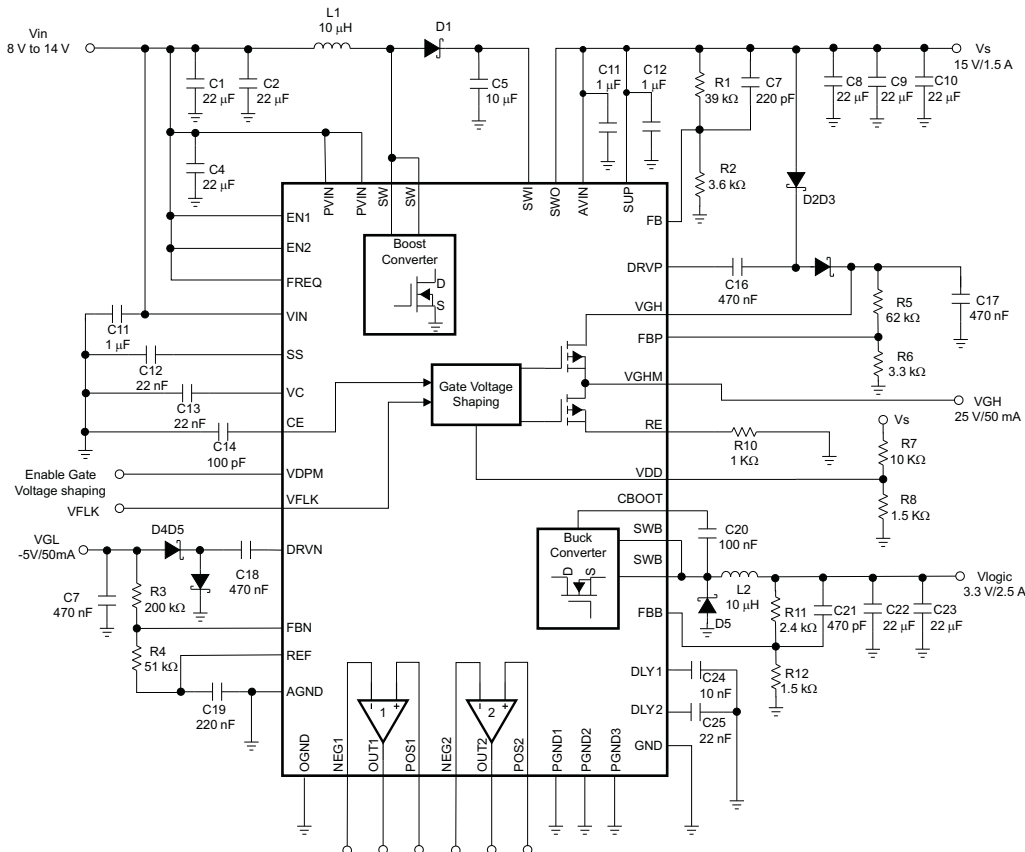 Vin
8 V to 14 V
L1
10 μH
D1
C1
22 μF
C2
22 μF
C5
10 μF
C11
1 μF
C12
1 μF
R1
39 kΩ
C7
220 pF
C8
22 μF
C9
22 μF
C10
22 μF
Vs
15 V/1.5 A
C4
22 μF
R2
3.6 kΩ
D2D3
PVIN
PVIN
SW
SW
SWI
SWO
AVIN
SUP
FB
EN1
EN2
FREQ
VIN
SS
VC
CE
VDPM
VFLK
DRVN
FBN
REF
AGND
Boost
Converter
D
S
DRVP
C16
470 nF
VGH
FBP
R5
62 kΩ
C17
470 nF
R6
3.3 kΩ
C11
1 μF
C12
22 nF
C13
22 nF
C14
100 pF
Gate Voltage
Shaping
VGHM
VGH
25 V/50 mA
RE
R10
1 KΩ
Vs
R7
10 KΩ
VDD
R8
1.5 KΩ
Enable Gate
Voltage shaping
VFLK
CBOOT
SWB
SWB
C20
100 nF
Buck
Converter
D
S
VGL
-5V/50mA
D4D5
C18
470 nF
C7
470 nF
R3
200 kΩ
R4
51 kΩ
C19
220 nF
L2
10 μH
D5
Vlogic
3.3 V/2.5 A
FBB
R11
2.4 kΩ
C21
470 pF
C22
22 μF
C23
22 μF
R12
1.5 kΩ
DLY1
C24
10 nF
DLY2
C25
22 nF
GND
1
2
OGND
NEG1
OUT1
POS1
NEG2
OUT2
POS2
PGND1
PGND2
PGND3